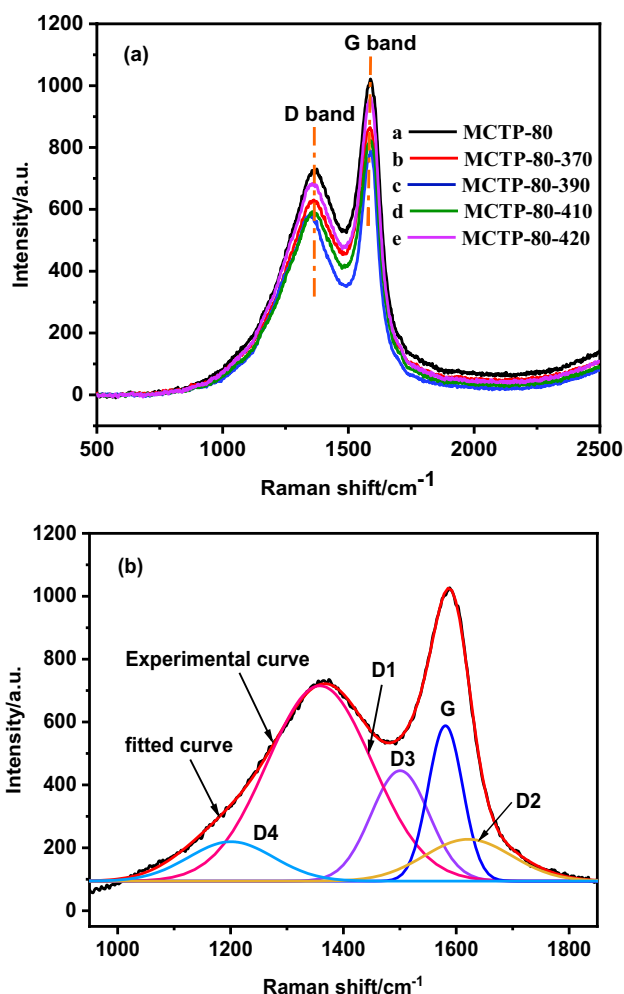 (a)
G band
D band
a MCTP-80
b MCTP-80-370
c MCTP-80-390
d MCTP-80-410
e MCTP-80-420
Intensity/a.u.
1200
1000
800
600
400
200
0
500 1000 1500 2000 2500
Raman shift/cm-1
(b)
Experimental curve
fitted curve
D1
G
D3
D2
D4
Intensity/a.u.
1200
1000
800
600
400
200
0
1000 1200 1400 1600 1800
Raman shift/cm-1